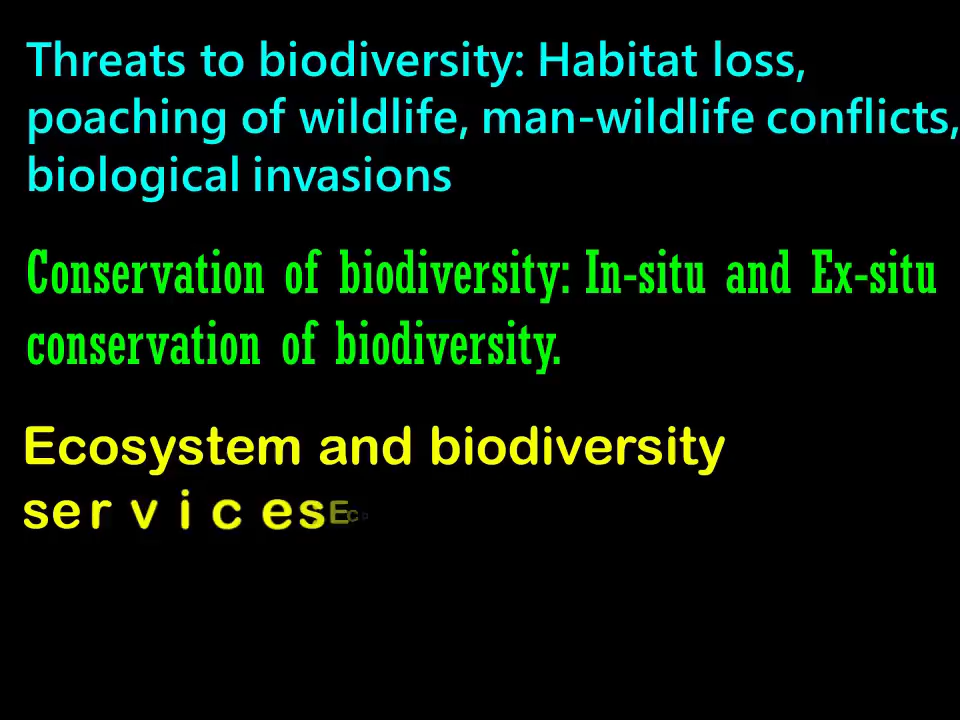 Threats to biodiversity: Habitat loss,
poaching of wildlife, man-wildlife conflicts,
biological invasions
Conservation of biodiversity: In-situ and Ex-situ
conservation of biodiversity.
Ecosystem and biodiversity
services Ec